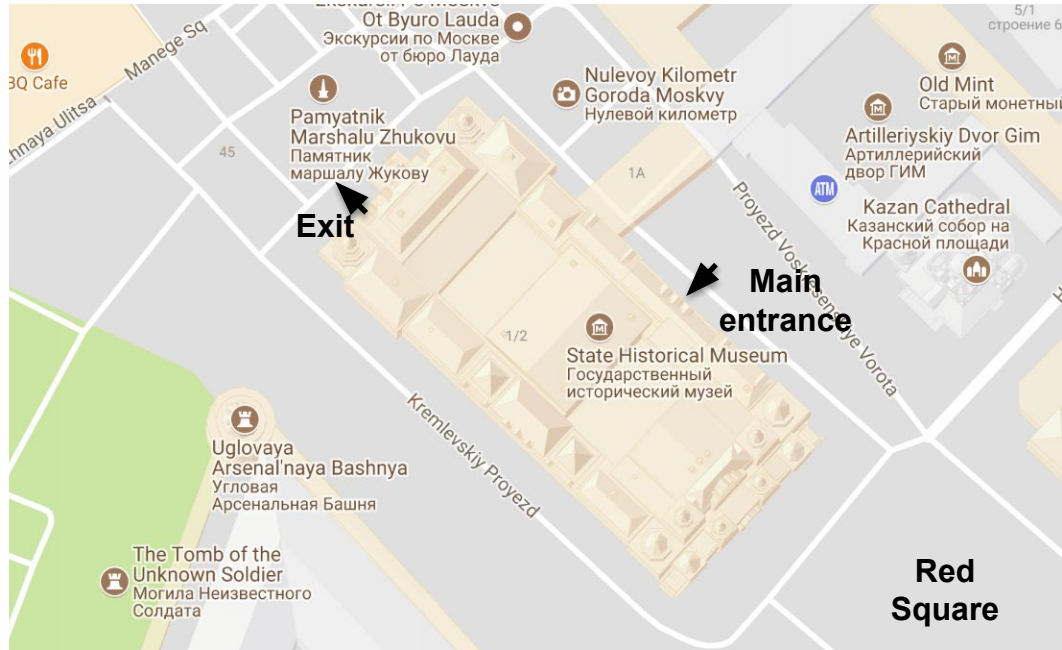 Ot Byuro Lauda
Экскурсии по Москве
от бюро Лауда
5/1
строение 6
Manege Sq
BQ Cafe
Pamyatnik
Marshalu Zhukovu
Памятник
маршалу Жукову
Nulevoy Kilometr
Goroda Moskvy
Нулевой километр
Old Mint
Старый монетный
Artilleriyskiy Dvor Gim
Артиллерийский
двор ГИМ
45
1A
ATM
Kazan Cathedral
Казанский собор на
Красной площади
Exit
Main
entrance
Proyezd Voskresenskiye Vorota
1/2
State Historical Museum
Государственный
исторический музей
Kremlevskiy Proyezd
Uglovaya
Arsenal'naya Bashnya
Угловая
Арсенальная Башня
The Tomb of the
Unknown Soldier
Могила Неизвестного
Солдата
Red
Square